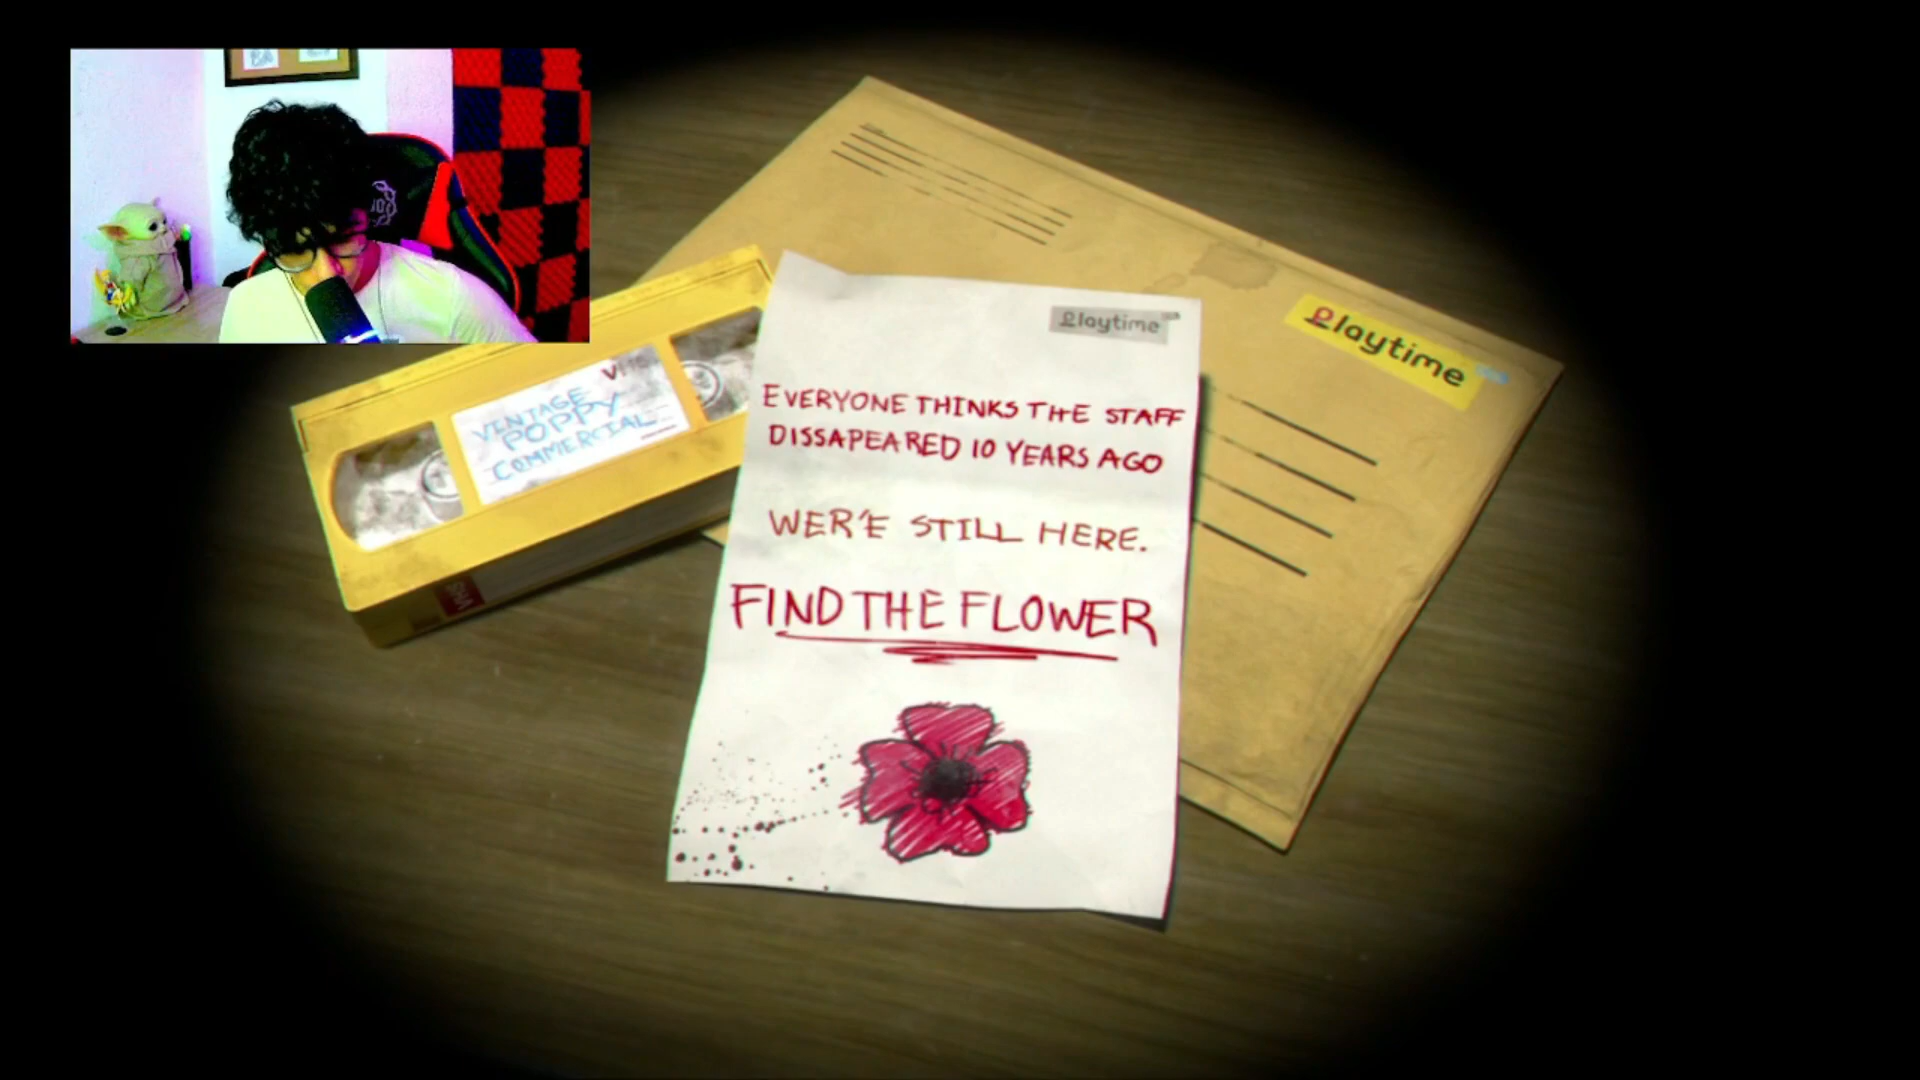 VHS
VINTAGE
POPPY
COMMERCIAL
VHS
Playtime
EVERYONE THINKS THE STAFF
DISSAPEARED 10 YEARS AGO
WER'E STILL HERE.
FIND THE FLOWER
Playtime